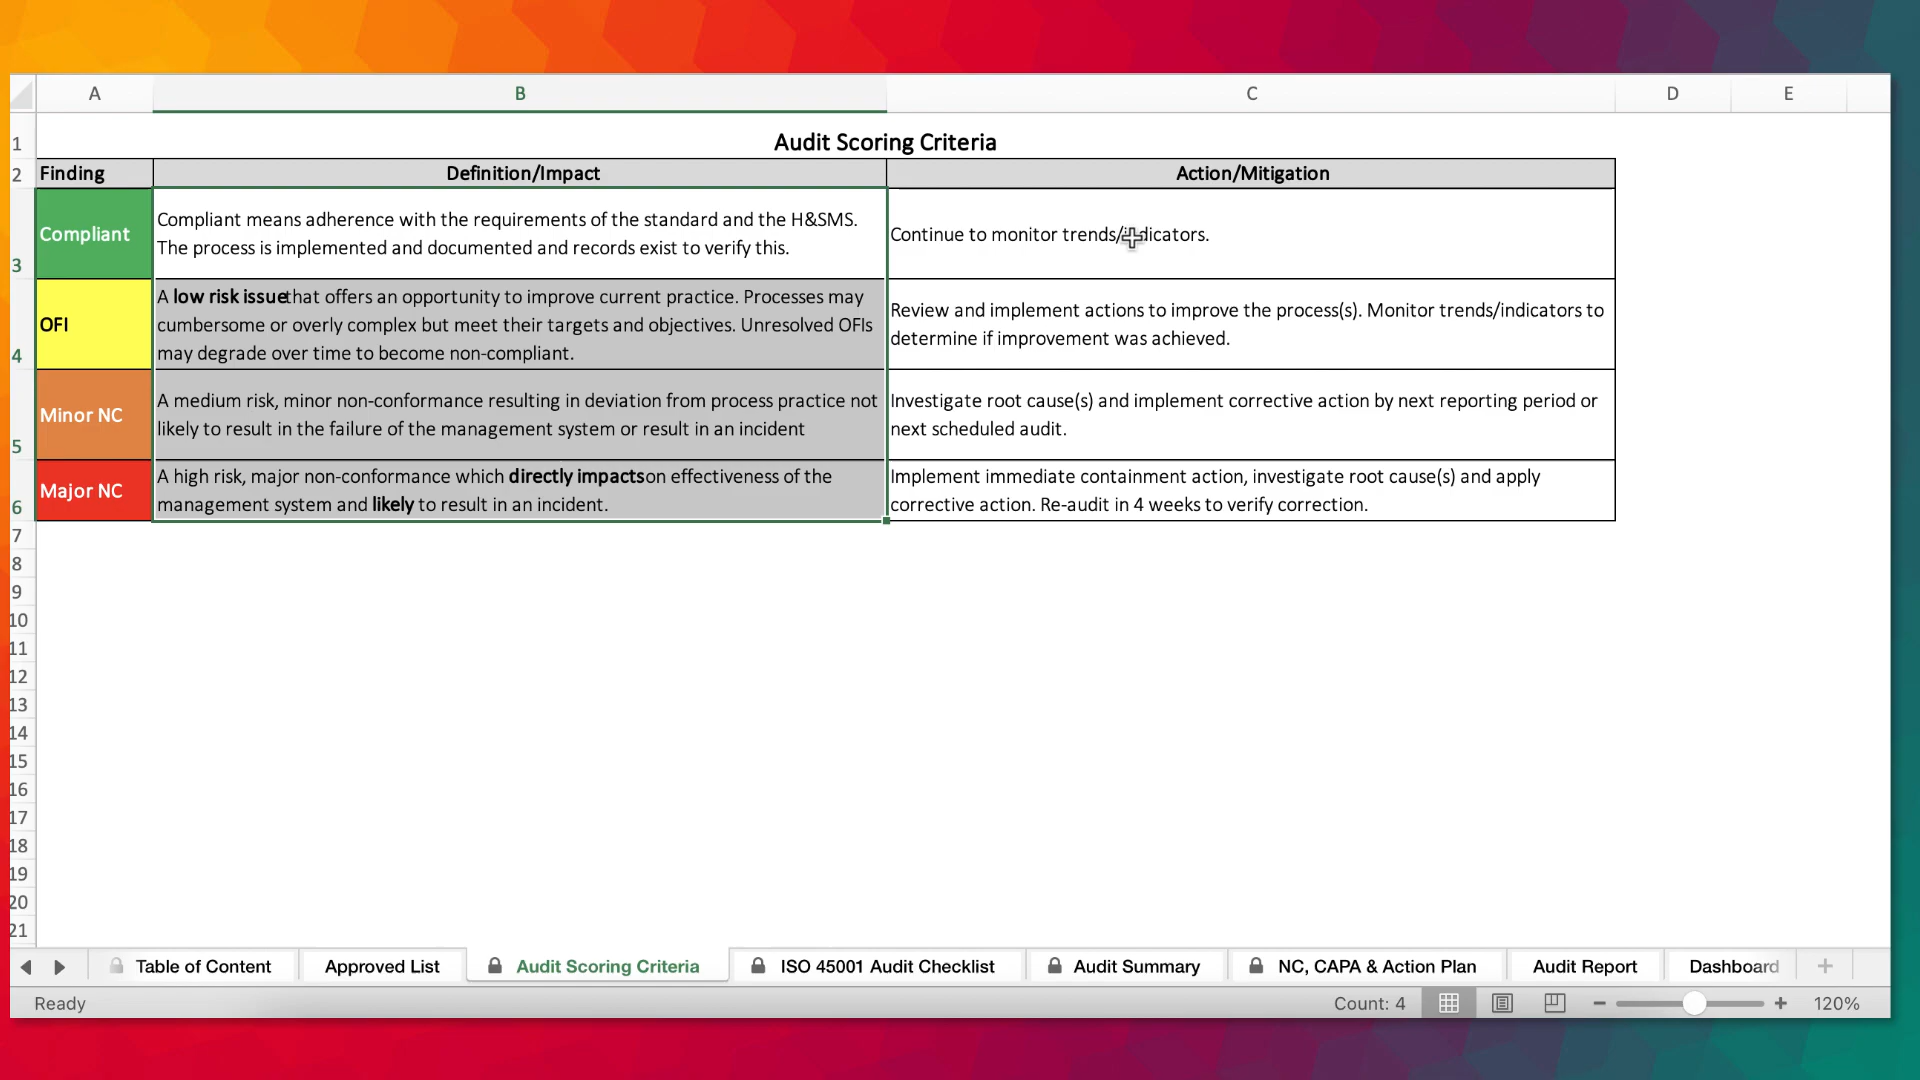 A B C D E
1 Audit Scoring Criteria
2 Finding Definition/Impact Action/Mitigation
Compliant means adherence with the requirements of the standard and the H&SMS.
Compliant Continue to monitor trends/indicators.
The process is implemented and documented and records exist to verify this.
3
A low risk issue that offers an opportunity to improve current practice. Processes may
Review and implement actions to improve the process(s). Monitor trends/indicators to
OFI cumbersome or overly complex but meet their targets and objectives. Unresolved OFIs
determine if improvement was achieved.
4 may degrade over time to become non-compliant.
A medium risk, minor non-conformance resulting in deviation from process practice not Investigate root cause(s) and implement corrective action by next reporting period or
Minor NC
likely to result in the failure of the management system or result in an incident next scheduled audit.
5
A high risk, major non-conformance which directly impacts on effectiveness of the Implement immediate containment action, investigate root cause(s) and apply
Major NC
6 management system and likely to result in an incident. corrective action. Re-audit in 4 weeks to verify correction.
7
8
9
10
11
12
13
14
15
16
17
18
19
20
21
Table of Content Approved List Audit Scoring Criteria ISO 45001 Audit Checklist Audit Summary NC, CAPA & Action Plan Audit Report Dashboard
Ready Count: 4 120%